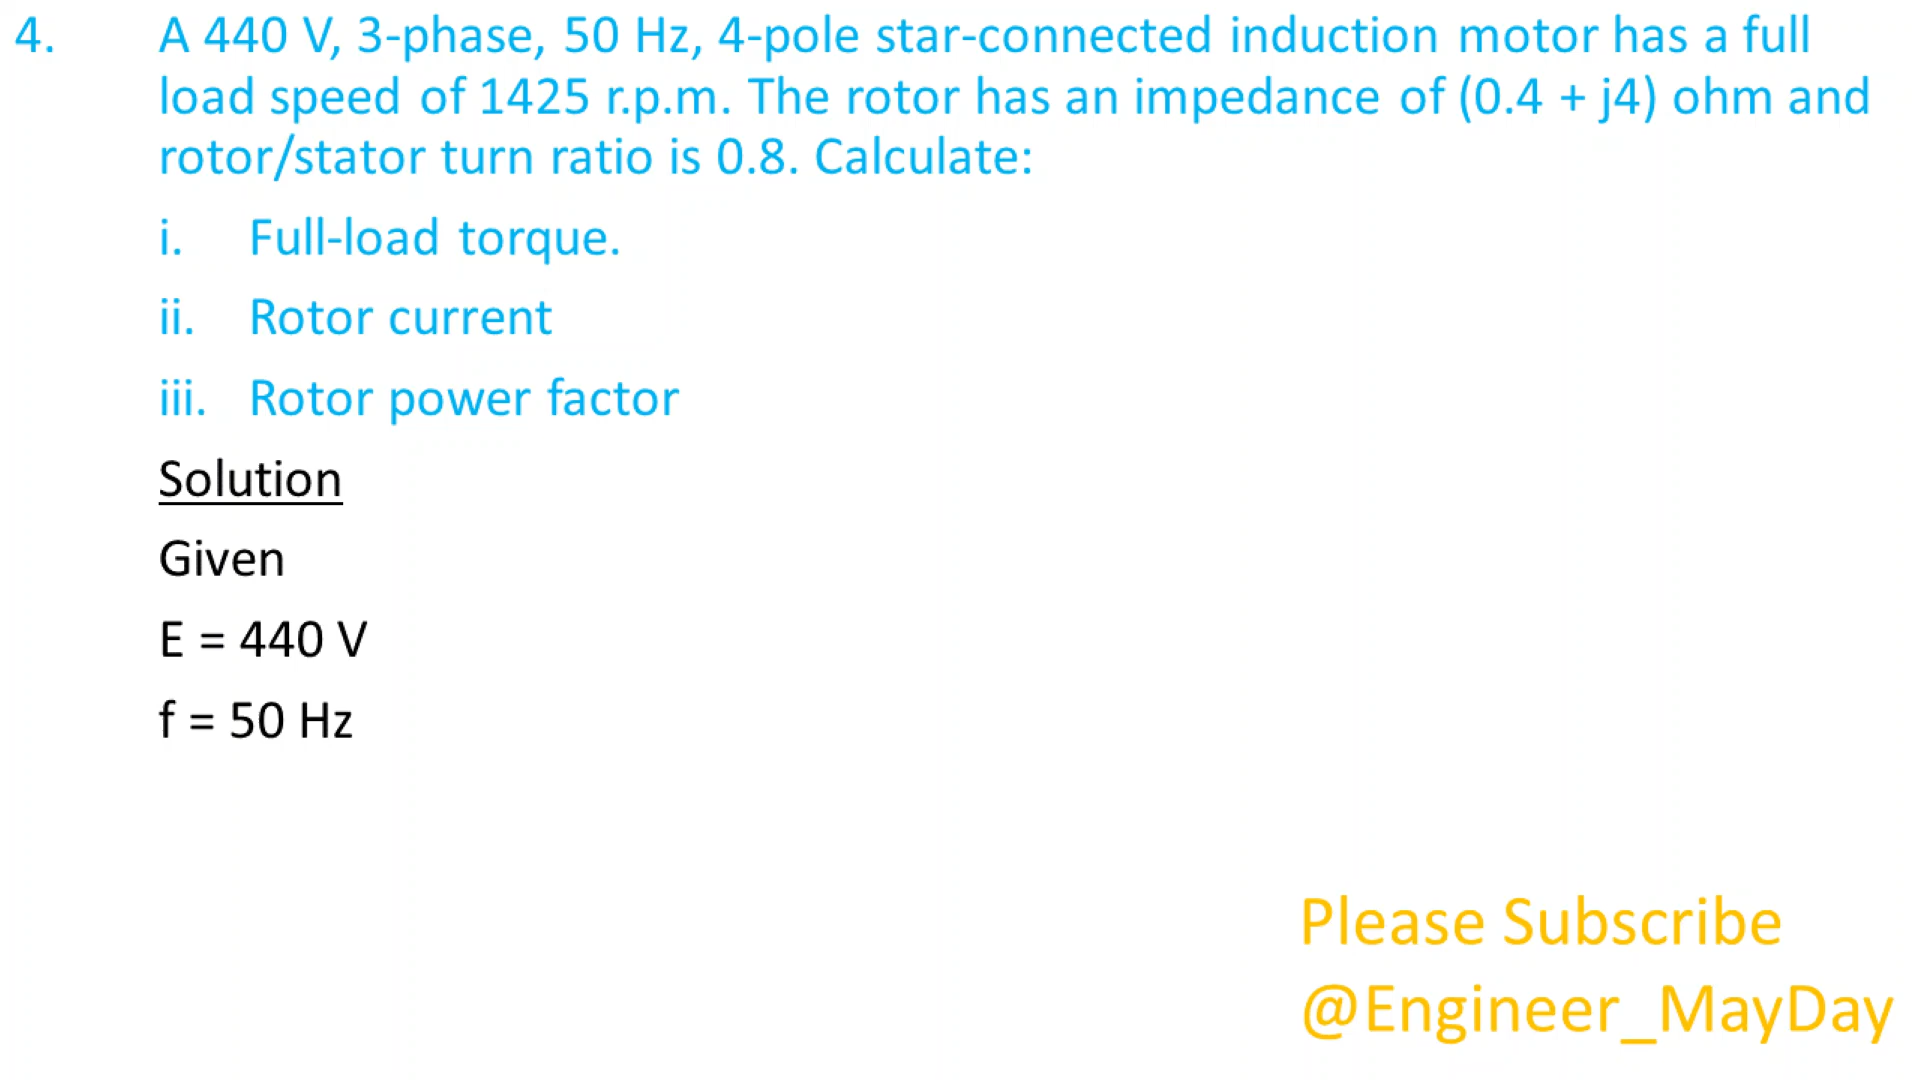 4. A 440 V, 3-phase, 50 Hz, 4-pole star-connected induction motor has a full
load speed of 1425 r.p.m. The rotor has an impedance of (0.4 + j4) ohm and
rotor/stator turn ratio is 0.8. Calculate:
i. Full-load torque.
ii. Rotor current
iii. Rotor power factor
Solution
Given
E = 440 V
f = 50 Hz
Please Subscribe
@Engineer_MayDay